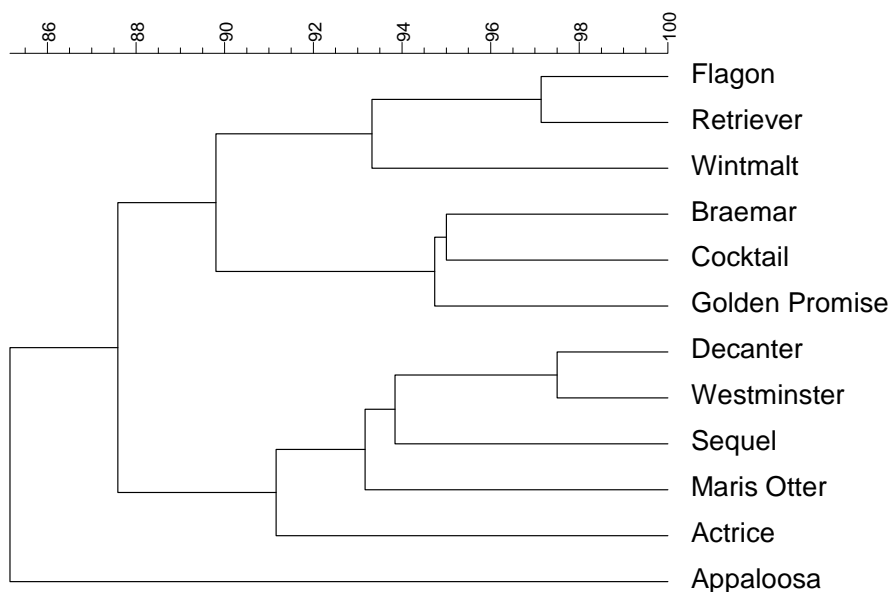 86 88 90 92 94 96 98 100
Flagon
Retriever
Wintmalt
Braemar
Cocktail
Golden Promise
Decanter
Westminster
Sequel
Maris Otter
Actrice
Appaloosa